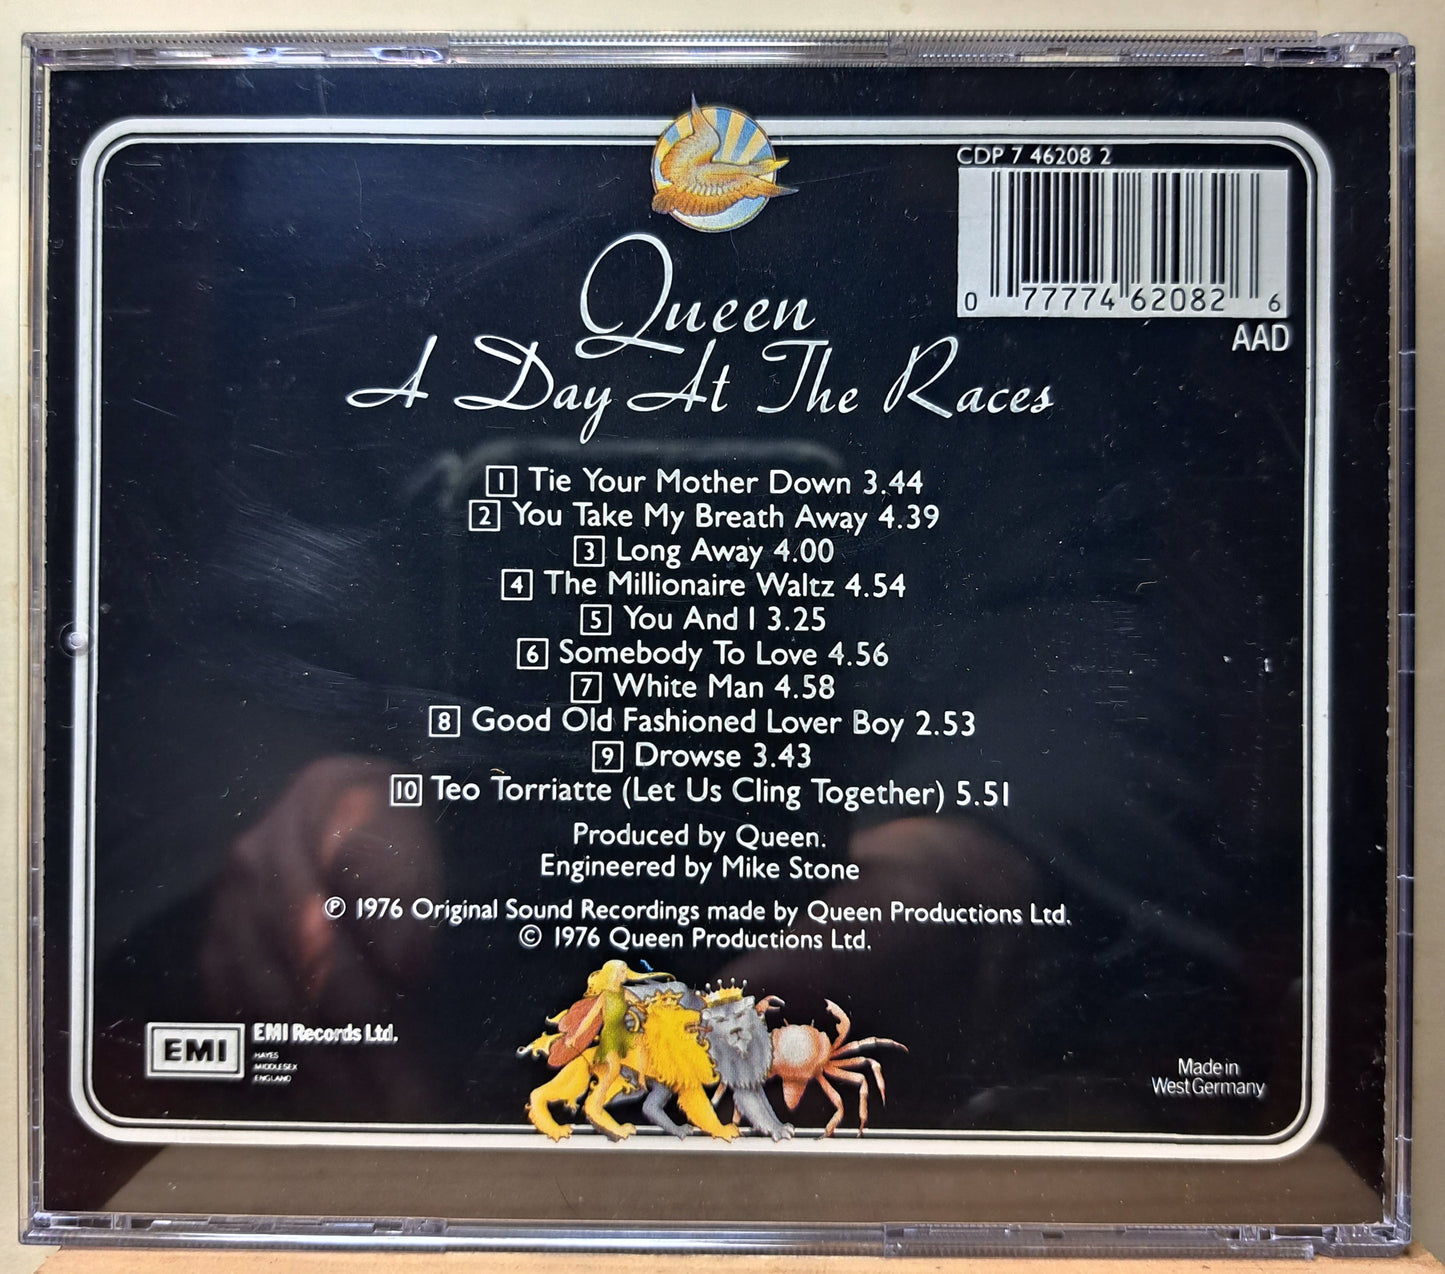 CDP 7 46208 2
0 77774 62082 6
AAD
Queen
A Day At The Races
1 Tie Your Mother Down 3.44
2 You Take My Breath Away 4.39
3 Long Away 4.00
4 The Millionaire Waltz 4.54
5 You And I 3.25
6 Somebody To Love 4.56
7 White Man 4.58
8 Good Old Fashioned Lover Boy 2.53
9 Drowse 3.43
10 Teo Torriatte (Let Us Cling Together) 5.51
Produced by Queen.
Engineered by Mike Stone
℗ 1976 Original Sound Recordings made by Queen Productions Ltd.
© 1976 Queen Productions Ltd.
EMI
EMI Records Ltd.
HAYES
MIDDLESEX
ENGLAND
Made in
West Germany